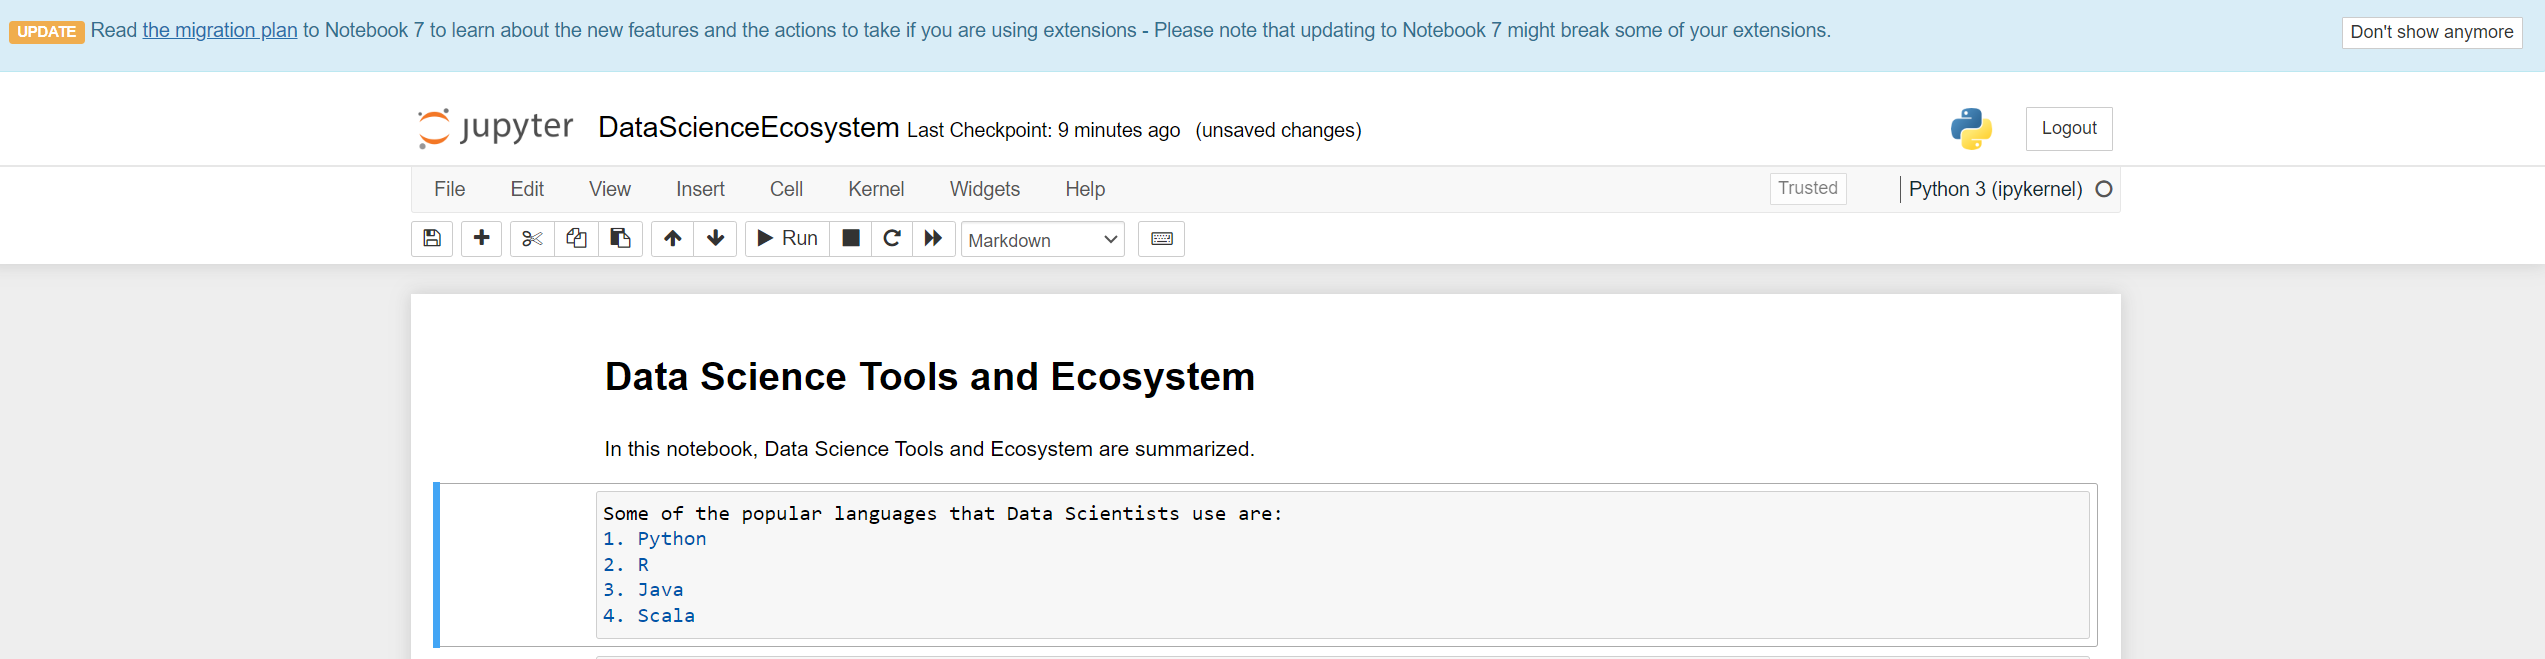 UPDATE Read the migration plan to Notebook 7 to learn about the new features and the actions to take if you are using extensions - Please note that updating to Notebook 7 might break some of your extensions.
Don't show anymore
jupyter DataScienceEcosystem Last Checkpoint: 9 minutes ago (unsaved changes)
Logout
File Edit View Insert Cell Kernel Widgets Help
Trusted Python 3 (ipykernel)
Run Markdown
Data Science Tools and Ecosystem
In this notebook, Data Science Tools and Ecosystem are summarized.
Some of the popular languages that Data Scientists use are:
1. Python
2. R
3. Java
4. Scala